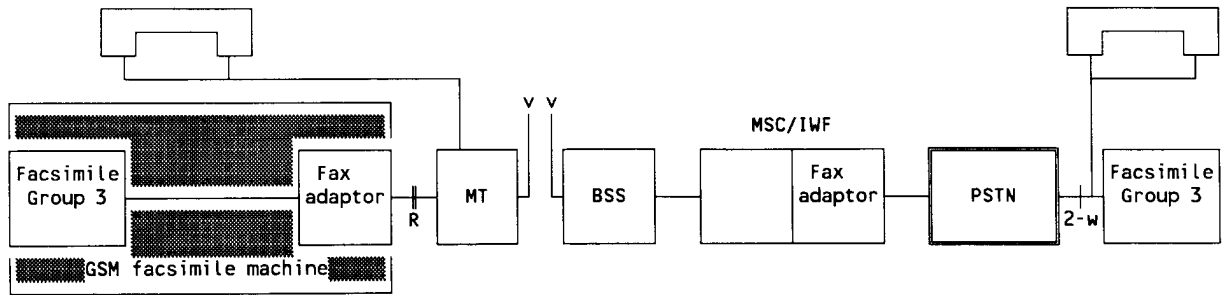 MSC/IWF
Facsimile
Group 3
Fax
adaptor
R
MT
v v
BSS
Fax
adaptor
PSTN
2-w
Facsimile
Group 3
GSM facsimile machine